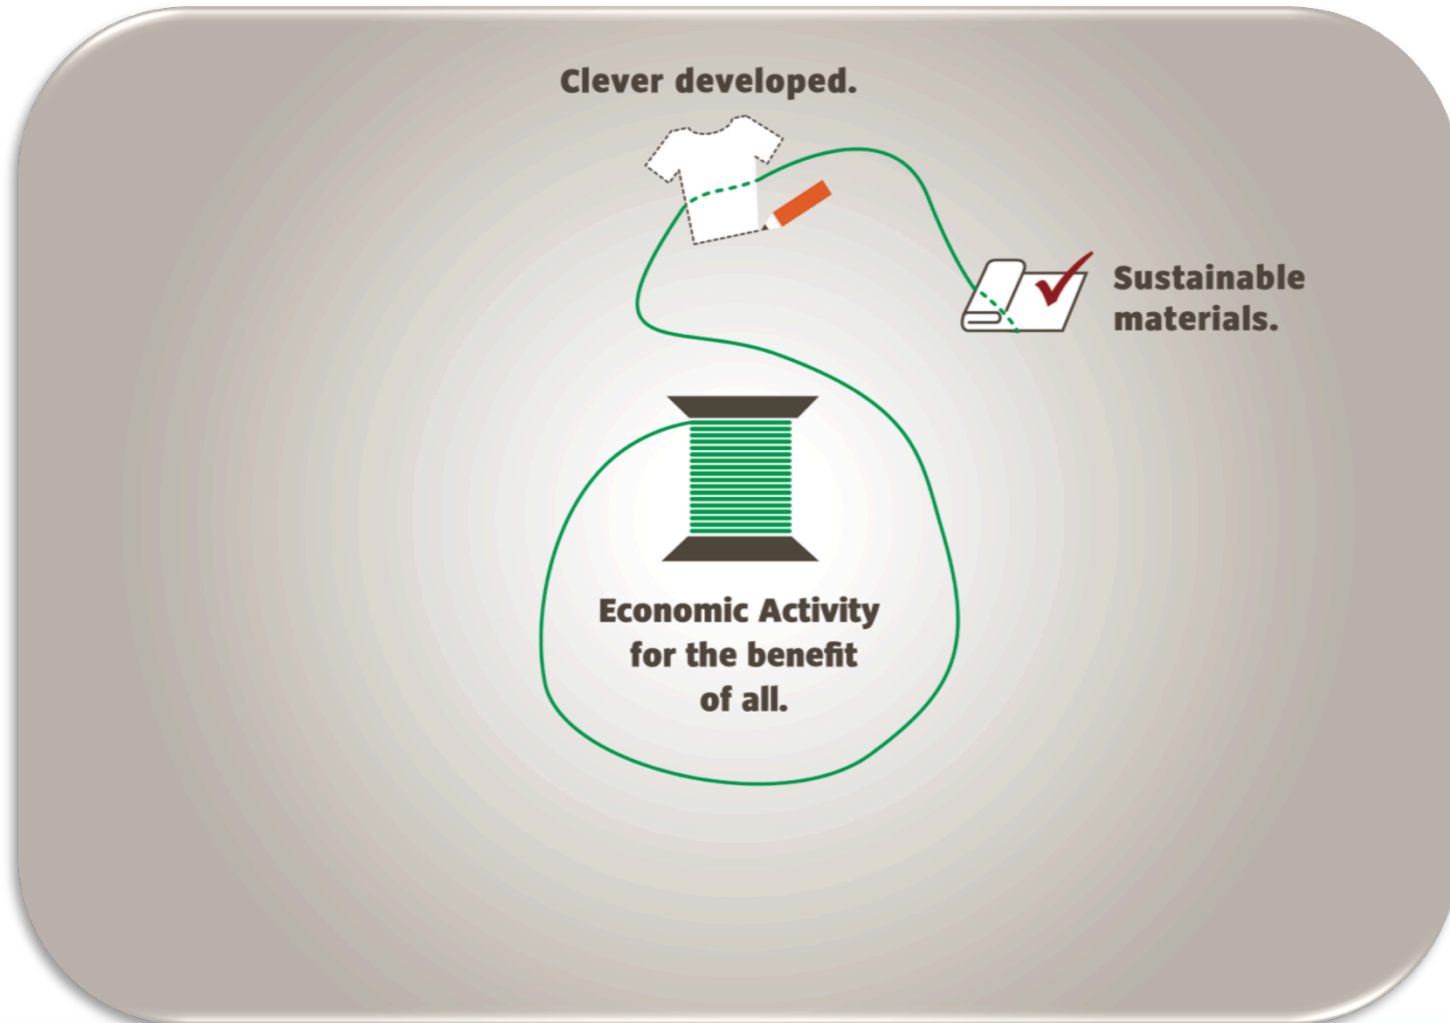 Clever developed.
Sustainable
materials.
Economic Activity
for the benefit
of all.